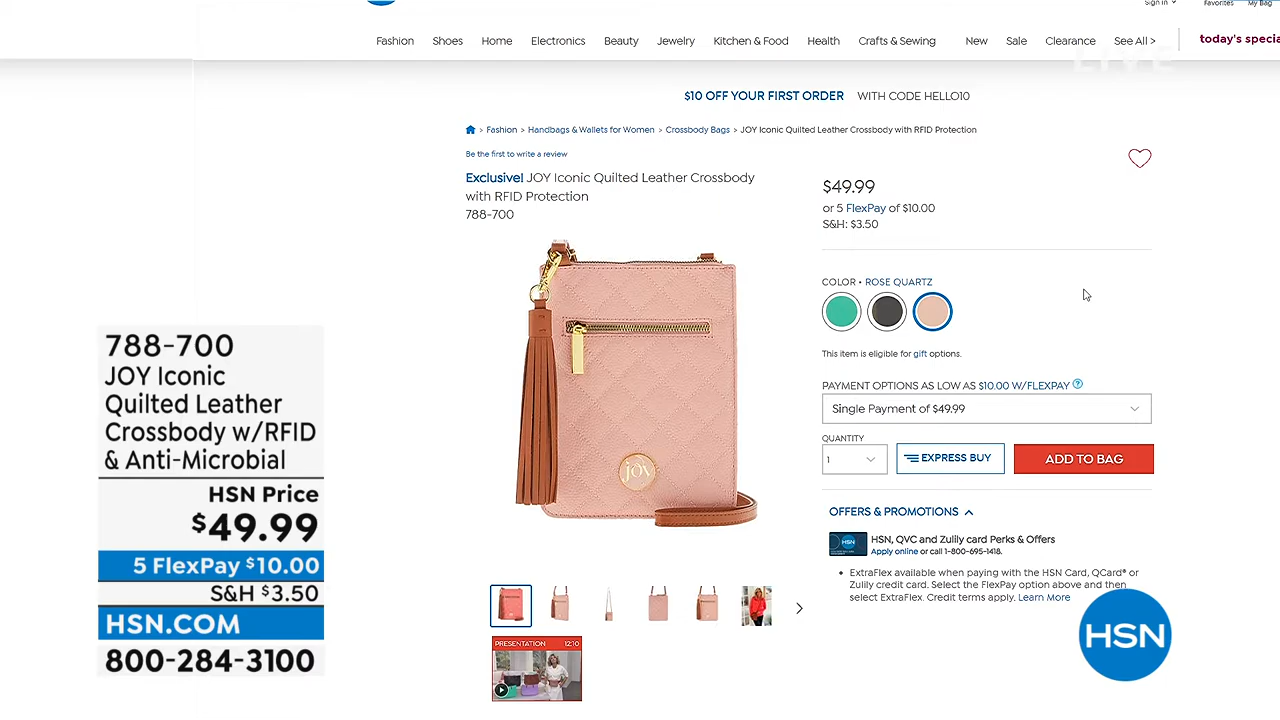 Sign In
Favorites
My Bag
Fashion
Shoes
Home
Electronics
Beauty
Jewelry
Kitchen & Food
Health
Crafts & Sewing
New
Sale
Clearance
See All >
today's specia
LIVE
$10 OFF YOUR FIRST ORDER WITH CODE HELLO10
> Fashion > Handbags & Wallets for Women > Crossbody Bags > JOY Iconic Quilted Leather Crossbody with RFID Protection
Be the first to write a review
Exclusive! JOY Iconic Quilted Leather Crossbody
with RFID Protection
788-700
$49.99
or 5 FlexPay of $10.00
S&H: $3.50
COLOR • ROSE QUARTZ
This item is eligible for gift options.
PAYMENT OPTIONS AS LOW AS $10.00 W/FLEXPAY ?
Single Payment of $49.99
QUANTITY
1
EXPRESS BUY
ADD TO BAG
OFFERS & PROMOTIONS
HSN
HSN, QVC and Zulily card Perks & Offers
Apply online or call 1-800-695-1418.
• ExtraFlex available when paying with the HSN Card, QCard® or
Zulily credit card. Select the FlexPay option above and then
select ExtraFlex. Credit terms apply. Learn More
joy
PRESENTATION 12:10
788-700
JOY Iconic
Quilted Leather
Crossbody w/RFID
& Anti-Microbial
HSN Price
$49.99
5 FlexPay $10.00
S&H $3.50
HSN.COM
800-284-3100
HSN